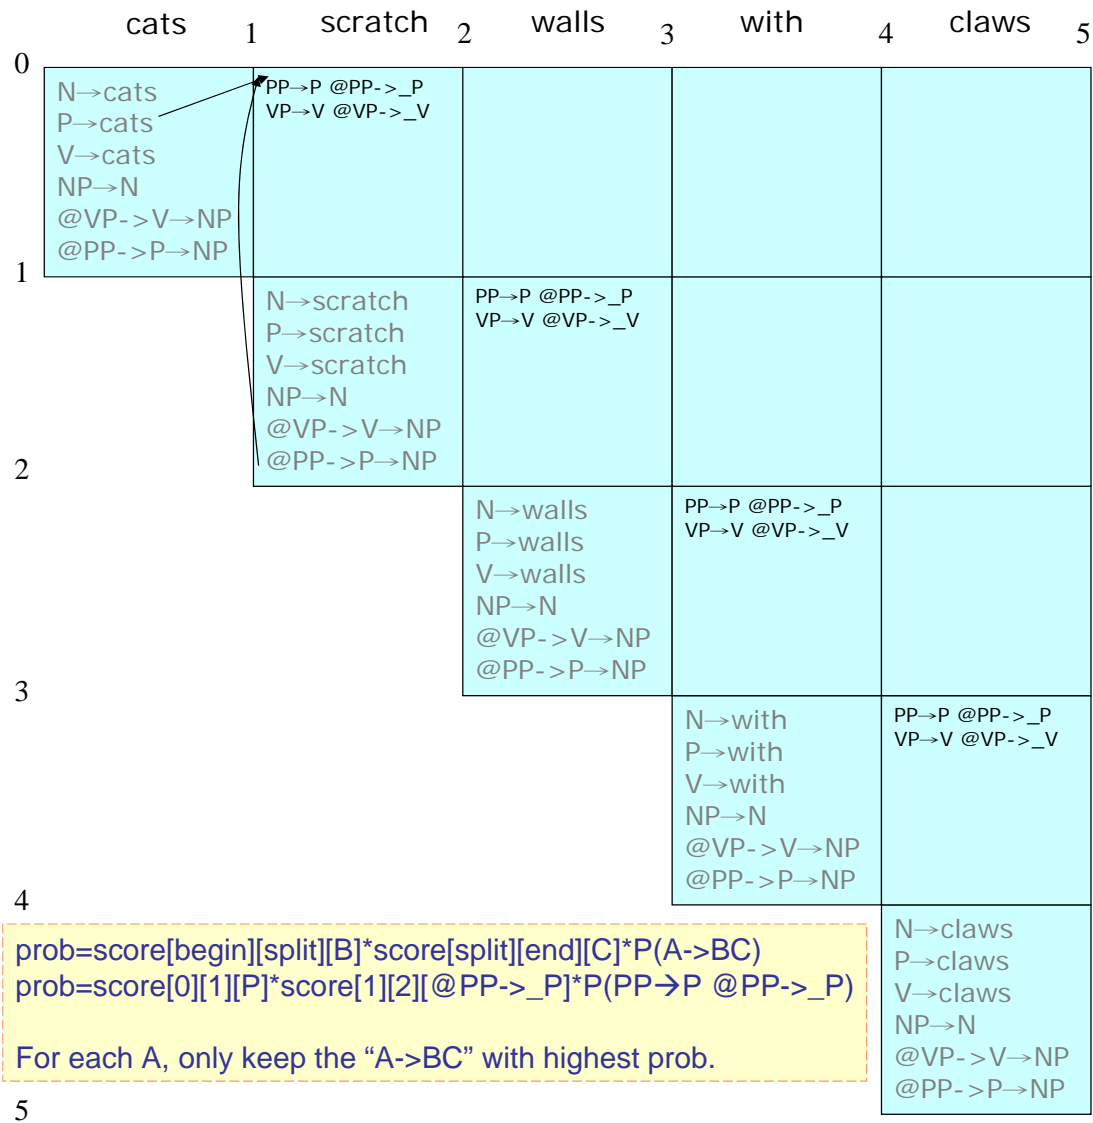 cats 1 scratch 2 walls 3 with 4 claws 5
0
N→cats
P→cats
V→cats
NP→N
@VP->V→NP
@PP->P→NP
PP→P @PP->_P
VP→V @VP->_V
1
N→scratch
P→scratch
V→scratch
NP→N
@VP->V→NP
@PP->P→NP
PP→P @PP->_P
VP→V @VP->_V
2
N→walls
P→walls
V→walls
NP→N
@VP->V→NP
@PP->P→NP
PP→P @PP->_P
VP→V @VP->_V
3
N→with
P→with
V→with
NP→N
@VP->V→NP
@PP->P→NP
PP→P @PP->_P
VP→V @VP->_V
4
prob=score[begin][split][B]*score[split][end][C]*P(A->BC)
prob=score[0][1][P]*score[1][2][@PP->_P]*P(PP→P @PP->_P)
For each A, only keep the “A->BC” with highest prob.
N→claws
P→claws
V→claws
NP→N
@VP->V→NP
@PP->P→NP
5